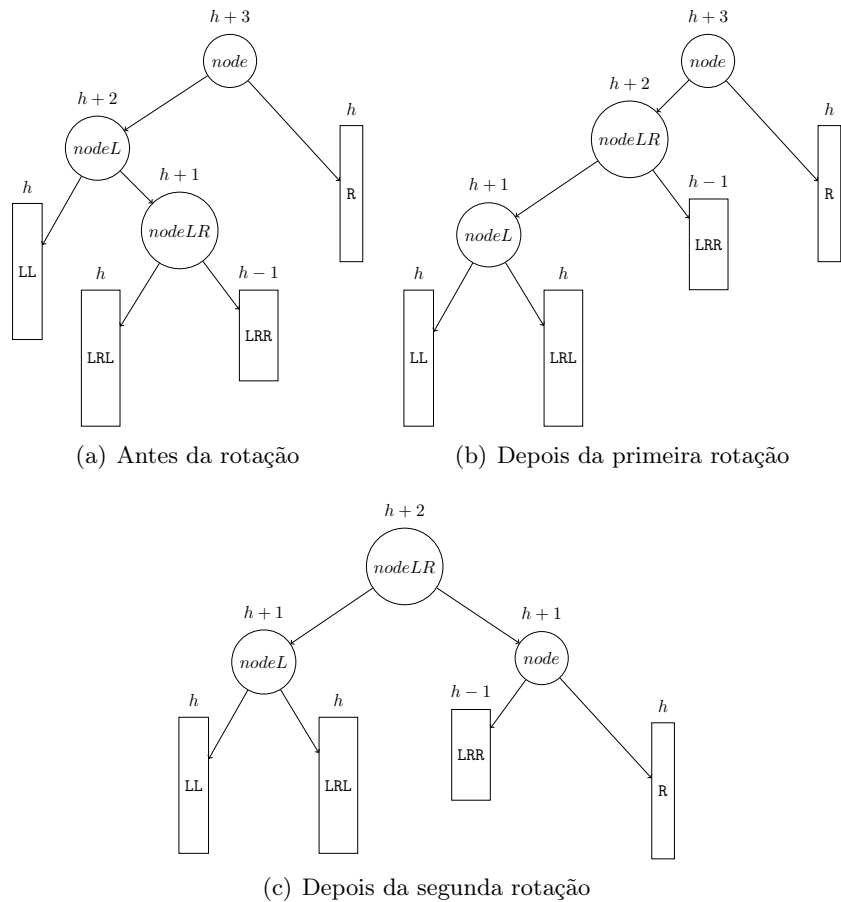 h + 3
node
h + 2
nodeL
h
R
h + 1
nodeLR
h
LL
h
LRL
h − 1
LRR
(a) Antes da rotação
h + 3
node
h + 2
nodeLR
h
R
h + 1
nodeL
h − 1
LRR
h
LL
h
LRL
(b) Depois da primeira rotação
h + 2
nodeLR
h + 1
nodeL
h + 1
node
h
LL
h
LRL
h − 1
LRR
h
R
(c) Depois da segunda rotação